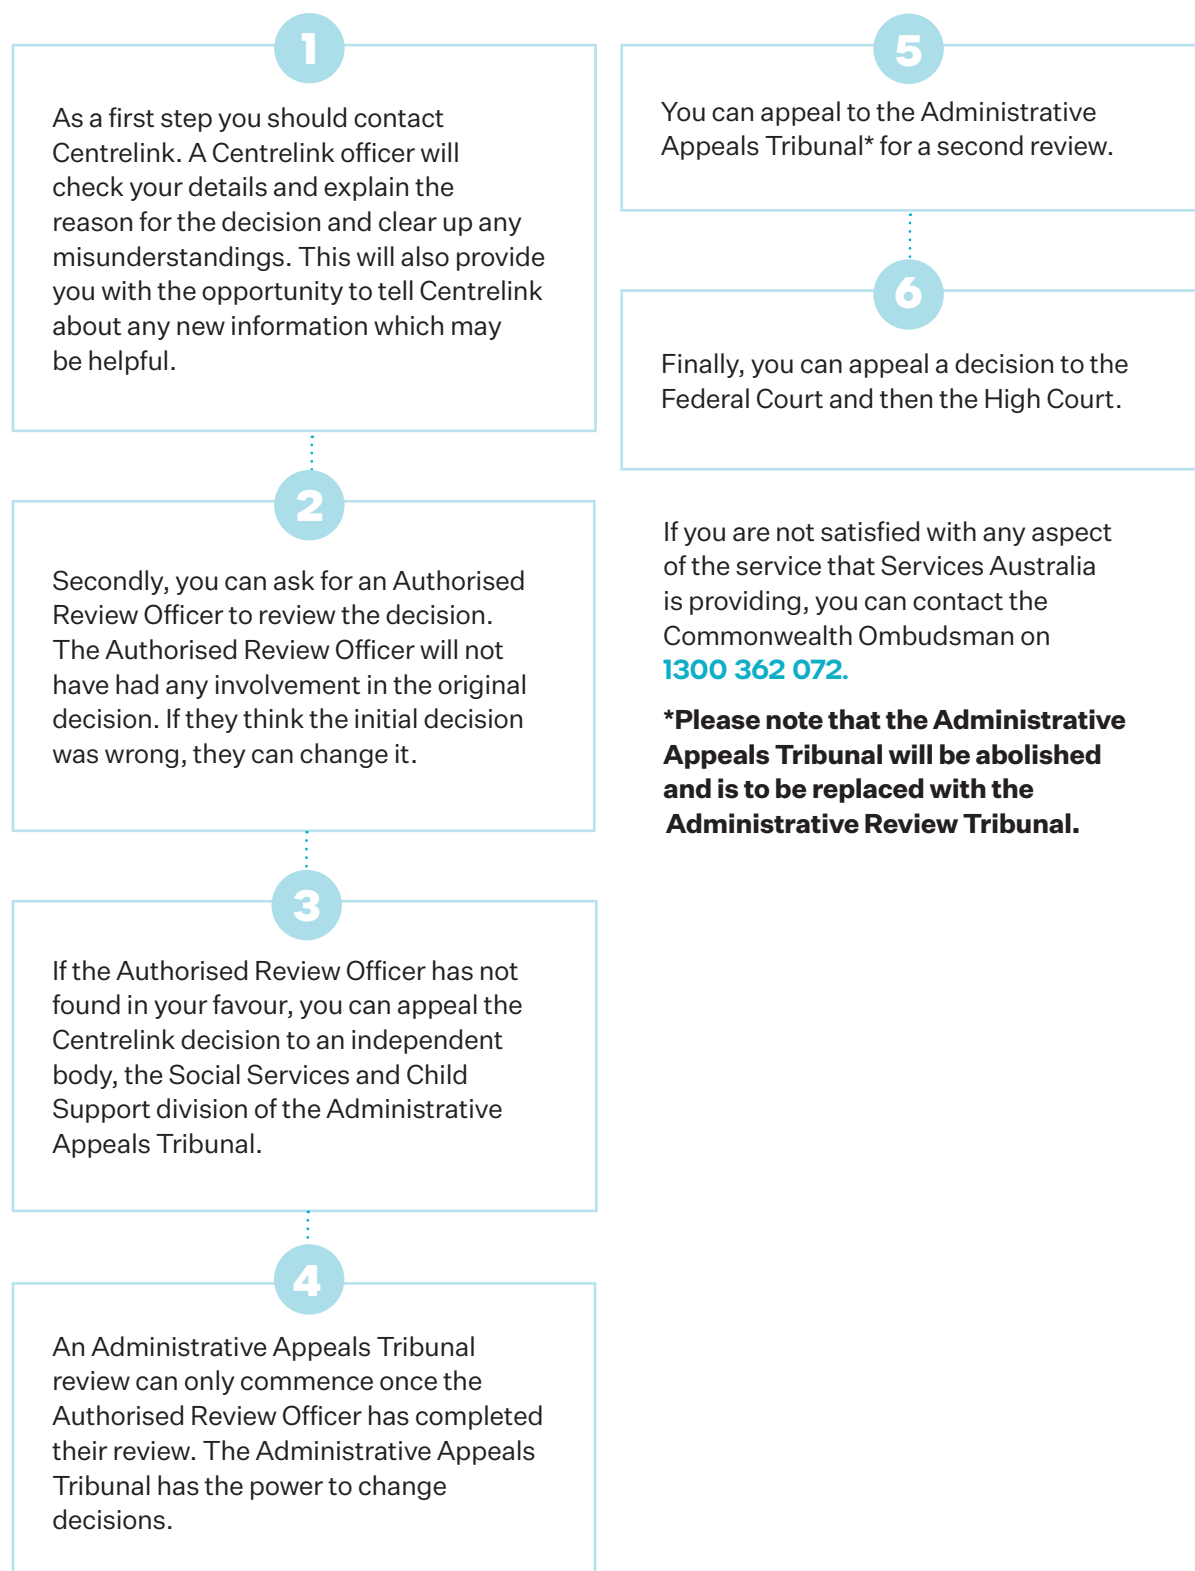 1
As a first step you should contact
Centrelink. A Centrelink officer will
check your details and explain the
reason for the decision and clear up any
misunderstandings. This will also provide
you with the opportunity to tell Centrelink
about any new information which may
be helpful.
2
Secondly, you can ask for an Authorised
Review Officer to review the decision.
The Authorised Review Officer will not
have had any involvement in the original
decision. If they think the initial decision
was wrong, they can change it.
3
If the Authorised Review Officer has not
found in your favour, you can appeal the
Centrelink decision to an independent
body, the Social Services and Child
Support division of the Administrative
Appeals Tribunal.
4
An Administrative Appeals Tribunal
review can only commence once the
Authorised Review Officer has completed
their review. The Administrative Appeals
Tribunal has the power to change
decisions.
5
You can appeal to the Administrative
Appeals Tribunal* for a second review.
6
Finally, you can appeal a decision to the
Federal Court and then the High Court.
If you are not satisfied with any aspect
of the service that Services Australia
is providing, you can contact the
Commonwealth Ombudsman on
1300 362 072.
*Please note that the Administrative
Appeals Tribunal will be abolished
and is to be replaced with the
Administrative Review Tribunal.